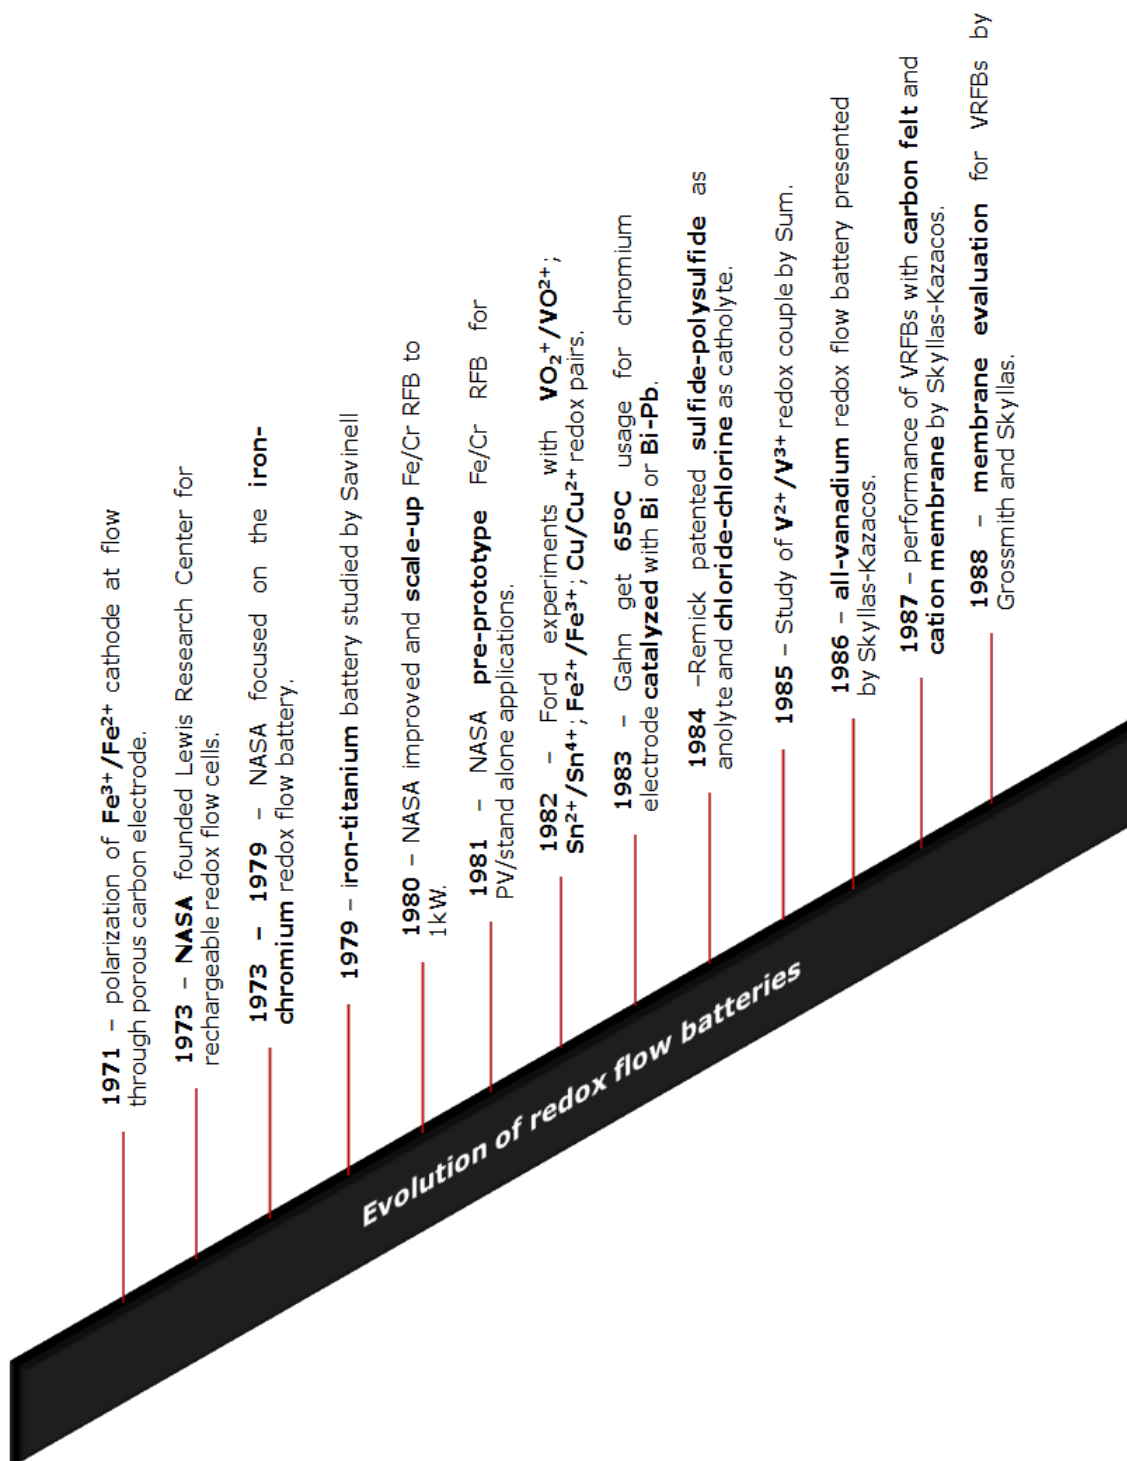 1971 – polarization of Fe³⁺/Fe²⁺ cathode at flow
through porous carbon electrode.
1973 – NASA founded Lewis Research Center for
rechargeable redox flow cells.
1973 – 1979 – NASA focused on the iron-
chromium redox flow battery.
1979 – iron-titanium battery studied by Savinell
1980 – NASA improved and scale-up Fe/Cr RFB to
1kW.
1981 – NASA pre-prototype Fe/Cr RFB for
PV/stand alone applications.
1982 – Ford experiments with VO₂⁺/VO²⁺;
Sn²⁺/Sn⁴⁺; Fe²⁺/Fe³⁺; Cu/Cu²⁺ redox pairs.
1983 – Gahn get 65ºC usage for chromium
electrode catalyzed with Bi or Bi-Pb.
1984 –Remick patented sulfide-polysulfide as
anolyte and chloride-chlorine as catholyte.
1985 – Study of V²⁺/V³⁺ redox couple by Sum.
1986 – all-vanadium redox flow battery presented
by Skyllas-Kazacos.
1987 – performance of VRFBs with carbon felt and
cation membrane by Skyllas-Kazacos.
1988 – membrane evaluation for VRFBs by
Grossmith and Skyllas.
Evolution of redox flow batteries